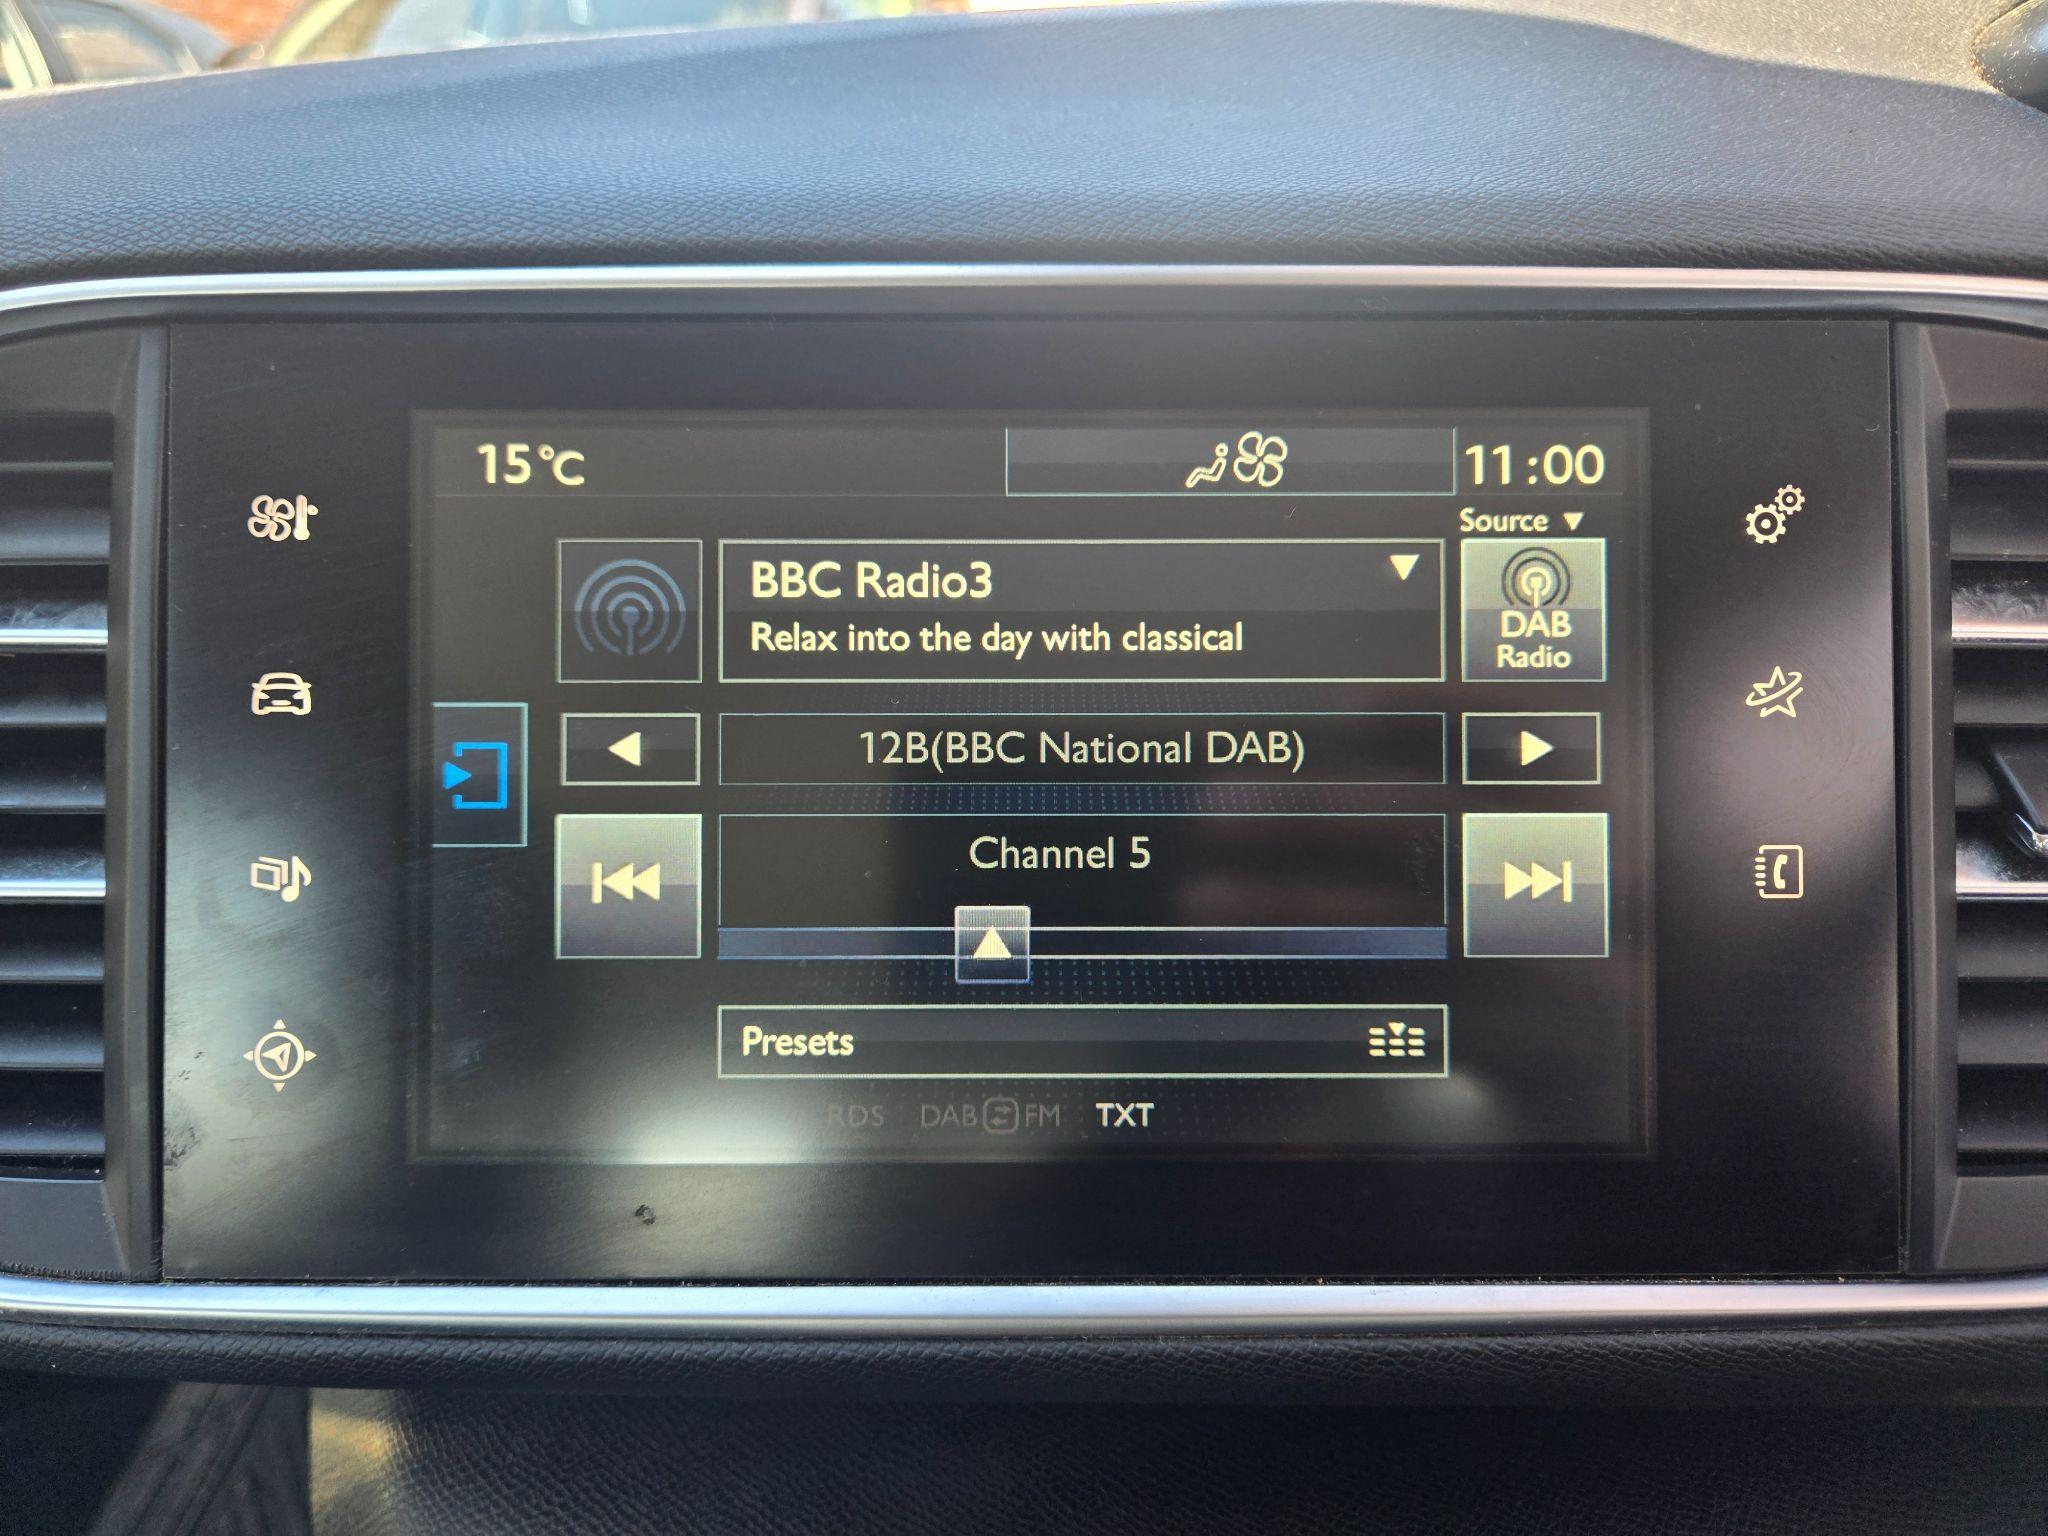 15°C
11:00
Source
BBC Radio3
Relax into the day with classical
DAB
Radio
12B(BBC National DAB)
Channel 5
Presets
RDS DAB FM TXT